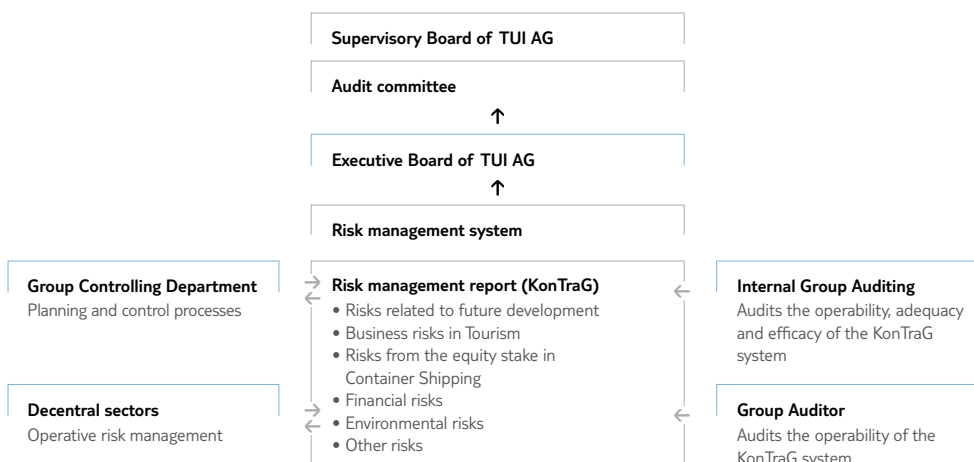 Supervisory Board of TUI AG
Audit committee
↑
Executive Board of TUI AG
↑
Risk management system
Group Controlling Department
Planning and control processes
Decentral sectors
Operative risk management
Risk management report (KonTraG)
• Risks related to future development
• Business risks in Tourism
• Risks from the equity stake in
Container Shipping
• Financial risks
• Environmental risks
• Other risks
Internal Group Auditing
Audits the operability, adequacy
and efficacy of the KonTraG
system
Group Auditor
Audits the operability of the
KonTraG system